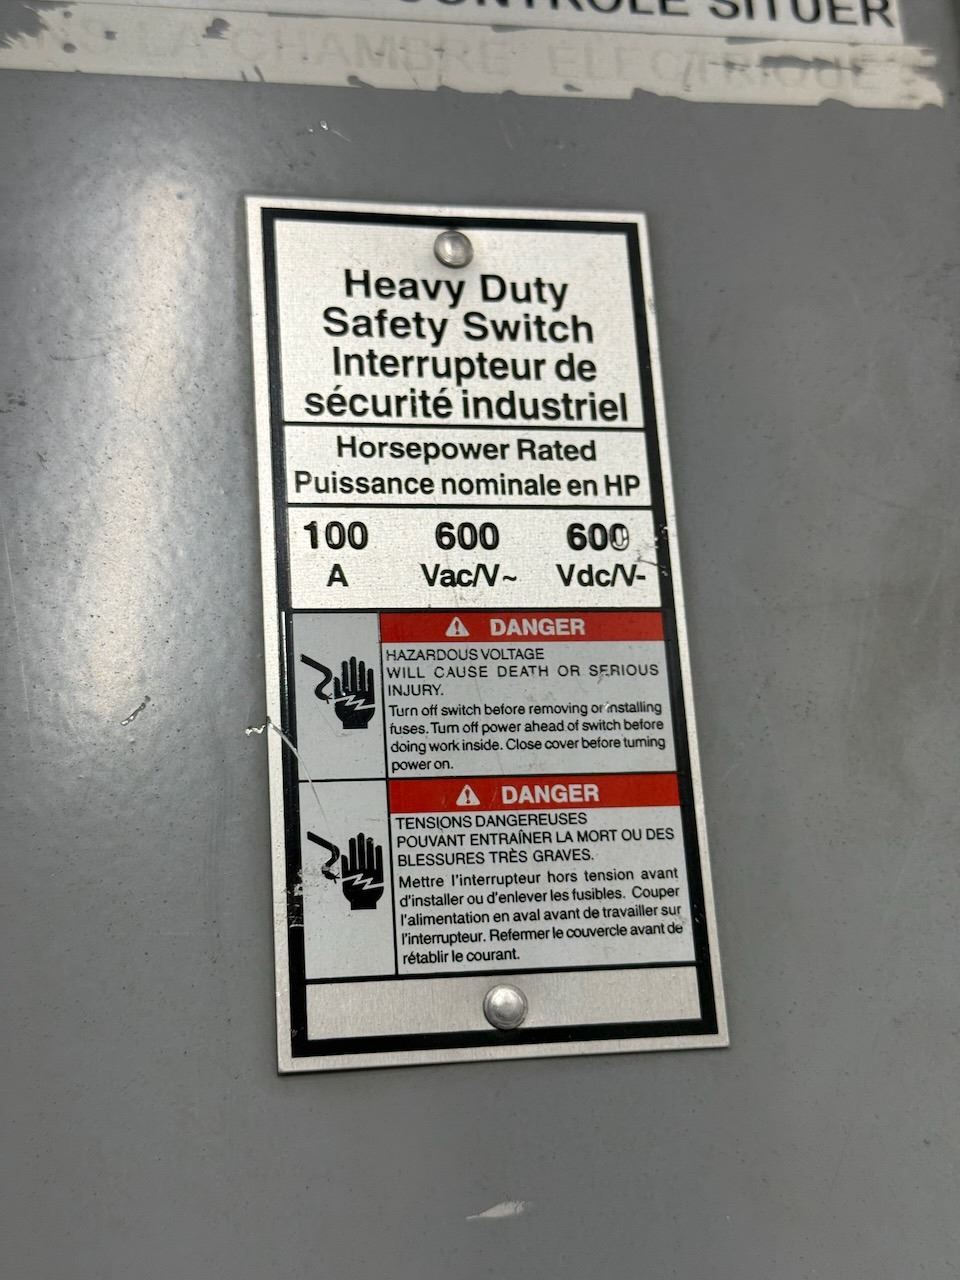 CONTROLE SITUER
LA CHAMBRE ELECTRIQUE
Heavy Duty
Safety Switch
Interrupteur de
sécurité industriel
Horsepower Rated
Puissance nominale en HP
100 600 600
A Vac/V~ Vdc/V-
DANGER
HAZARDOUS VOLTAGE
WILL CAUSE DEATH OR SERIOUS
INJURY.
Turn off switch before removing or installing
fuses. Turn off power ahead of switch before
doing work inside. Close cover before turning
power on.
DANGER
TENSIONS DANGEREUSES
POUVANT ENTRAÎNER LA MORT OU DES
BLESSURES TRÈS GRAVES.
Mettre l'interrupteur hors tension avant
d'installer ou d'enlever les fusibles. Couper
l'alimentation en aval avant de travailler sur
l'interrupteur. Refermer le couvercle avant de
rétablir le courant.